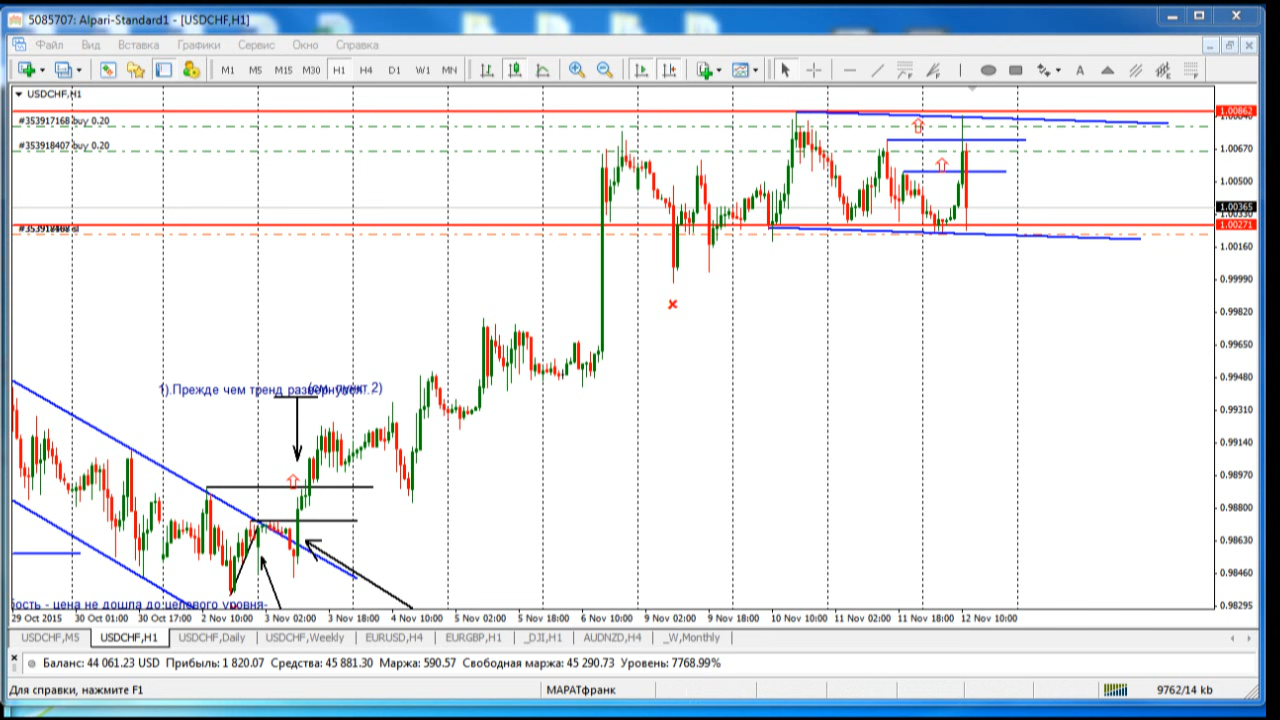 5085707: Alpari-Standard1 - [USDCHF,H1]
Файл Вид Вставка Графики Сервис Окно Справка
M1 M5 M15 M30 H1 H4 D1 W1 MN
USDCHF,H1
1.00862
#353917168 buy 0.20
#353918407 buy 0.20
1.00670
1.00500
1.00365
1.00271
1.00160
0.99990
0.99820
0.99650
0.99480
1).Прежде чем тренд развернулся...
(см. пункт 2)
0.99310
0.99140
0.98970
0.98800
0.98630
0.98460
0.98295
бость - цена не дошла до целевого уровня-
29 Oct 2015 30 Oct 01:00 30 Oct 17:00 2 Nov 10:00 3 Nov 02:00 3 Nov 18:00 4 Nov 10:00 5 Nov 02:00 5 Nov 18:00 6 Nov 10:00 9 Nov 02:00 9 Nov 18:00 10 Nov 10:00 11 Nov 02:00 11 Nov 18:00 12 Nov 10:00
USDCHF,M5 USDCHF,H1 USDCHF,Daily USDCHF,Weekly EURUSD,H4 EURGBP,H1 _DJI,H1 AUDNZD,H4 _W,Monthly
Баланс: 44 061.23 USD Прибыль: 1 820.07 Средства: 45 881.30 Маржа: 590.57 Свободная маржа: 45 290.73 Уровень: 7768.99%
Для справки, нажмите F1 МАРАТфранк 9762/14 kb